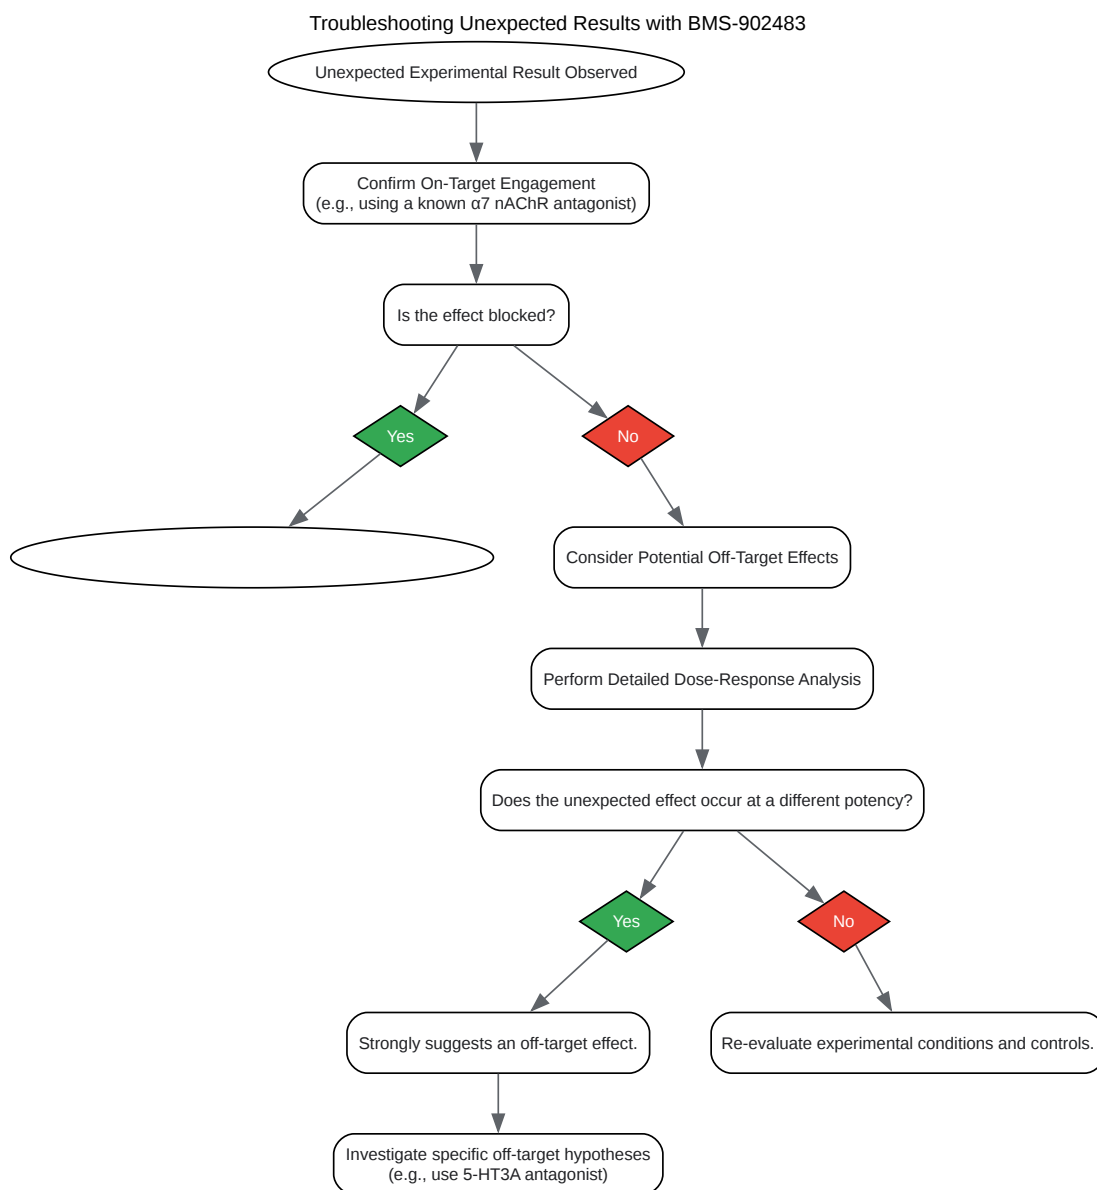 Troubleshooting Unexpected Results with BMS-902483
Unexpected Experimental Result Observed
Confirm On-Target Engagement
(e.g., using a known α7 nAChR antagonist)
Is the effect blocked?
Yes
No
Consider Potential Off-Target Effects
Perform Detailed Dose-Response Analysis
Does the unexpected effect occur at a different potency?
Yes
No
Strongly suggests an off-target effect.
Re-evaluate experimental conditions and controls.
Investigate specific off-target hypotheses
(e.g., use 5-HT3A antagonist)